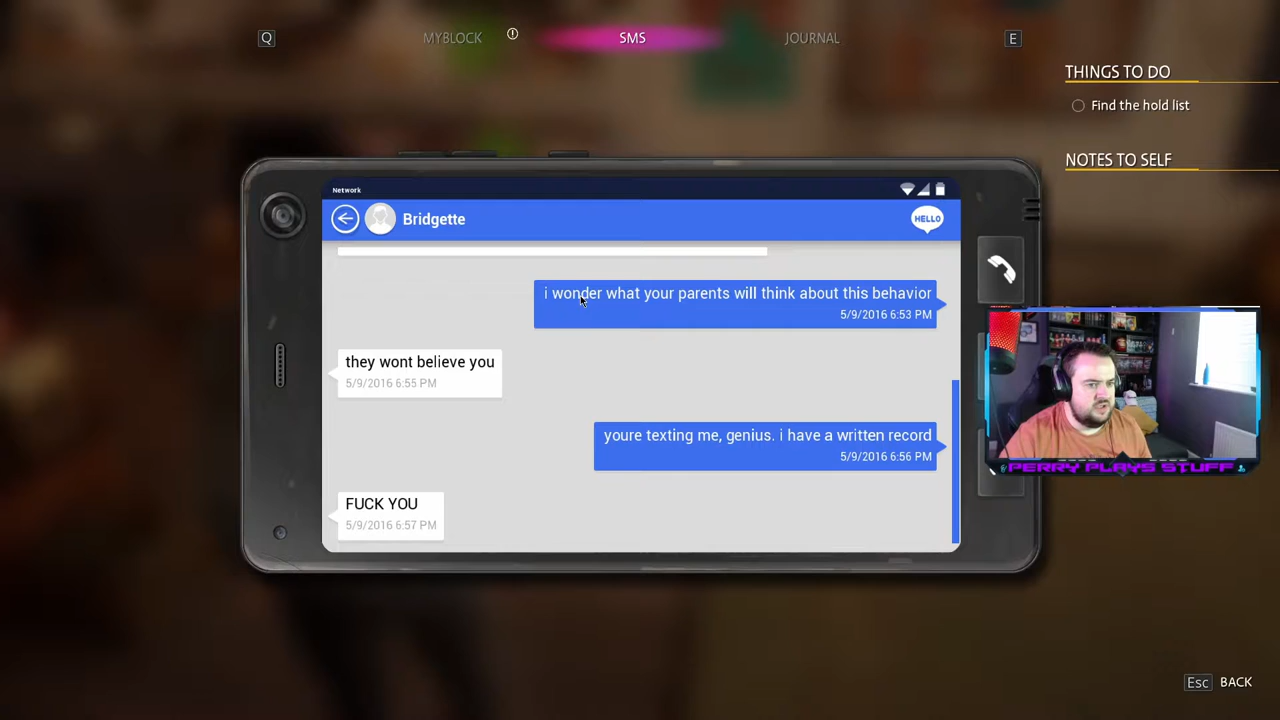 Q
MYBLOCK
SMS
JOURNAL
E
THINGS TO DO
Find the hold list
NOTES TO SELF
Network
Bridgette
HELLO
i wonder what your parents will think about this behavior
5/9/2016 6:53 PM
they wont believe you
5/9/2016 6:55 PM
youre texting me, genius. i have a written record
5/9/2016 6:56 PM
FUCK YOU
5/9/2016 6:57 PM
PERRY PLAYS STUFF
Esc BACK